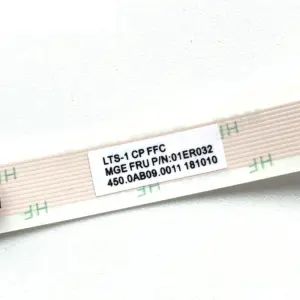 LTS-1 CP FFC
MGE FRU P/N:01ER032
450.0AB09.0011 181010
HF
HF
HF
HF